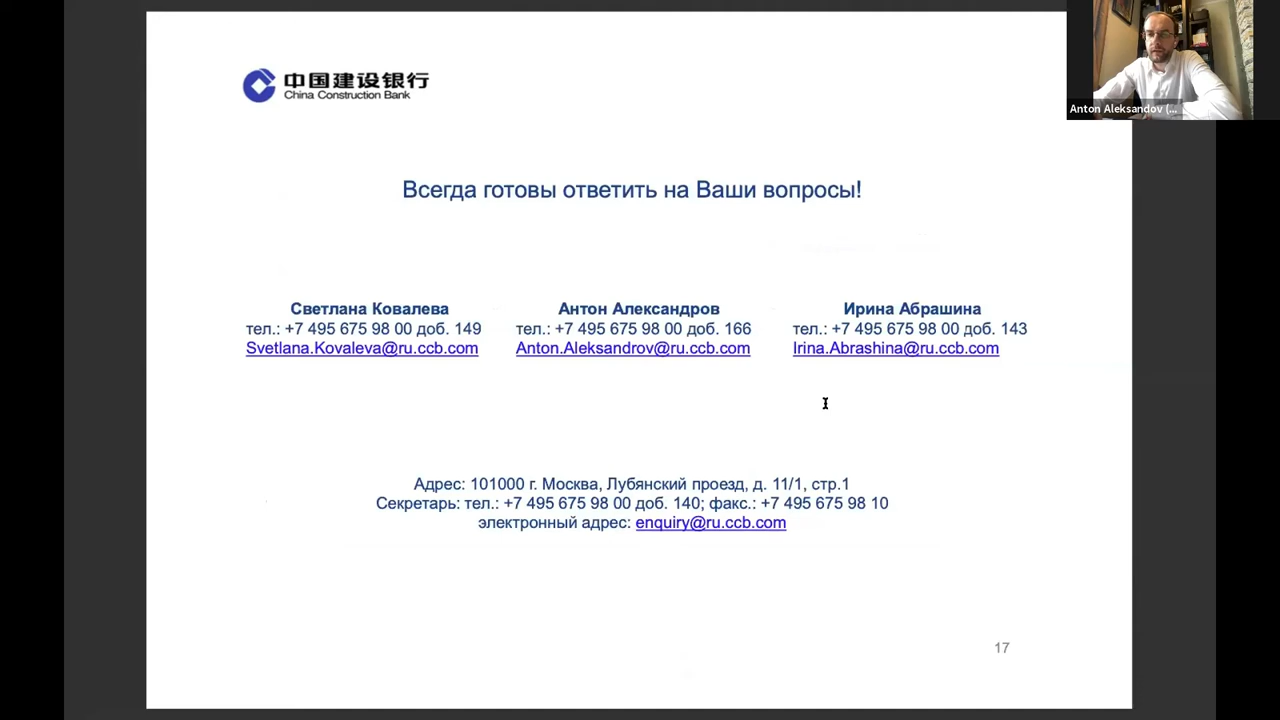 中国建设银行
China Construction Bank
Anton Aleksandov (...
Всегда готовы ответить на Ваши вопросы!
Светлана Ковалева
тел.: +7 495 675 98 00 доб. 149
Svetlana.Kovaleva@ru.ccb.com
Антон Александров
тел.: +7 495 675 98 00 доб. 166
Anton.Aleksandrov@ru.ccb.com
Ирина Абрашина
тел.: +7 495 675 98 00 доб. 143
Irina.Abrashina@ru.ccb.com
Адрес: 101000 г. Москва, Лубянский проезд, д. 11/1, стр.1
Секретарь: тел.: +7 495 675 98 00 доб. 140; факс.: +7 495 675 98 10
электронный адрес: enquiry@ru.ccb.com
17